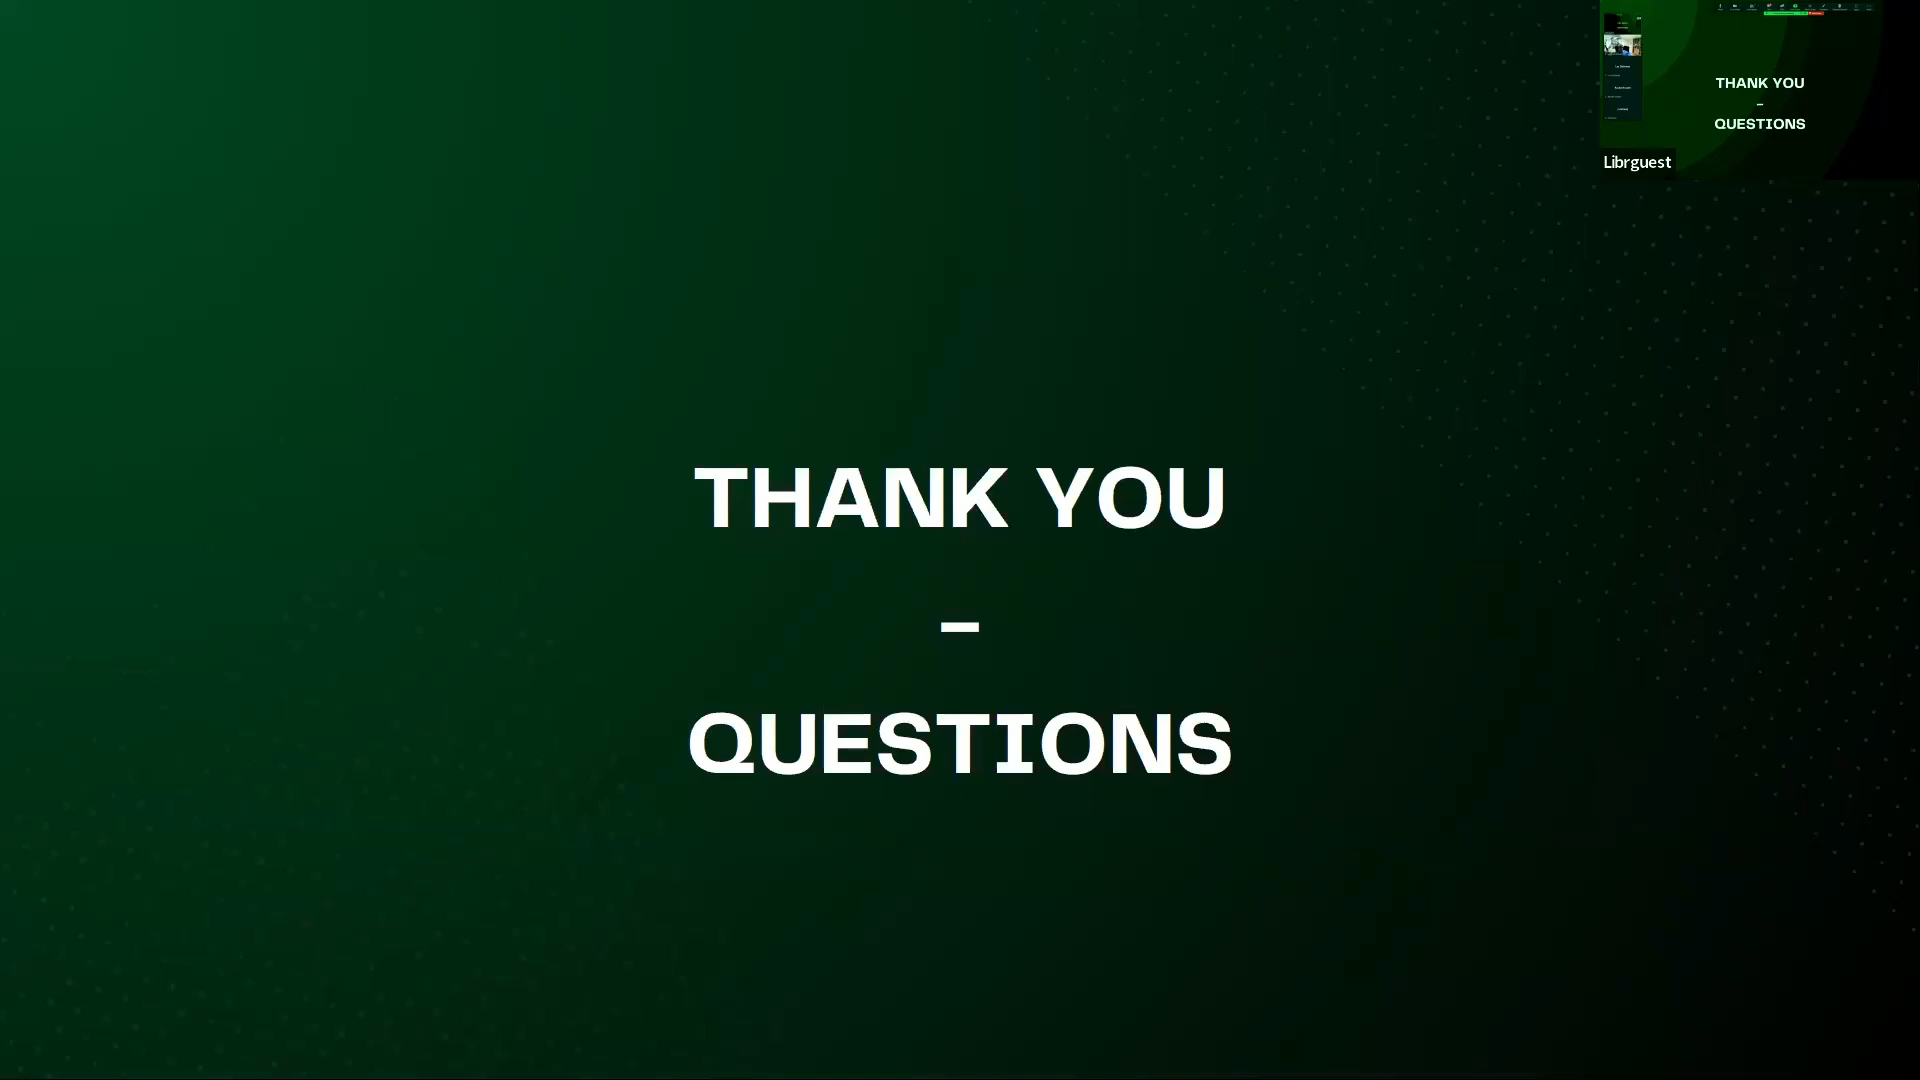 THANK YOU
–
QUESTIONS
THANK YOU
–
QUESTIONS
Librguest